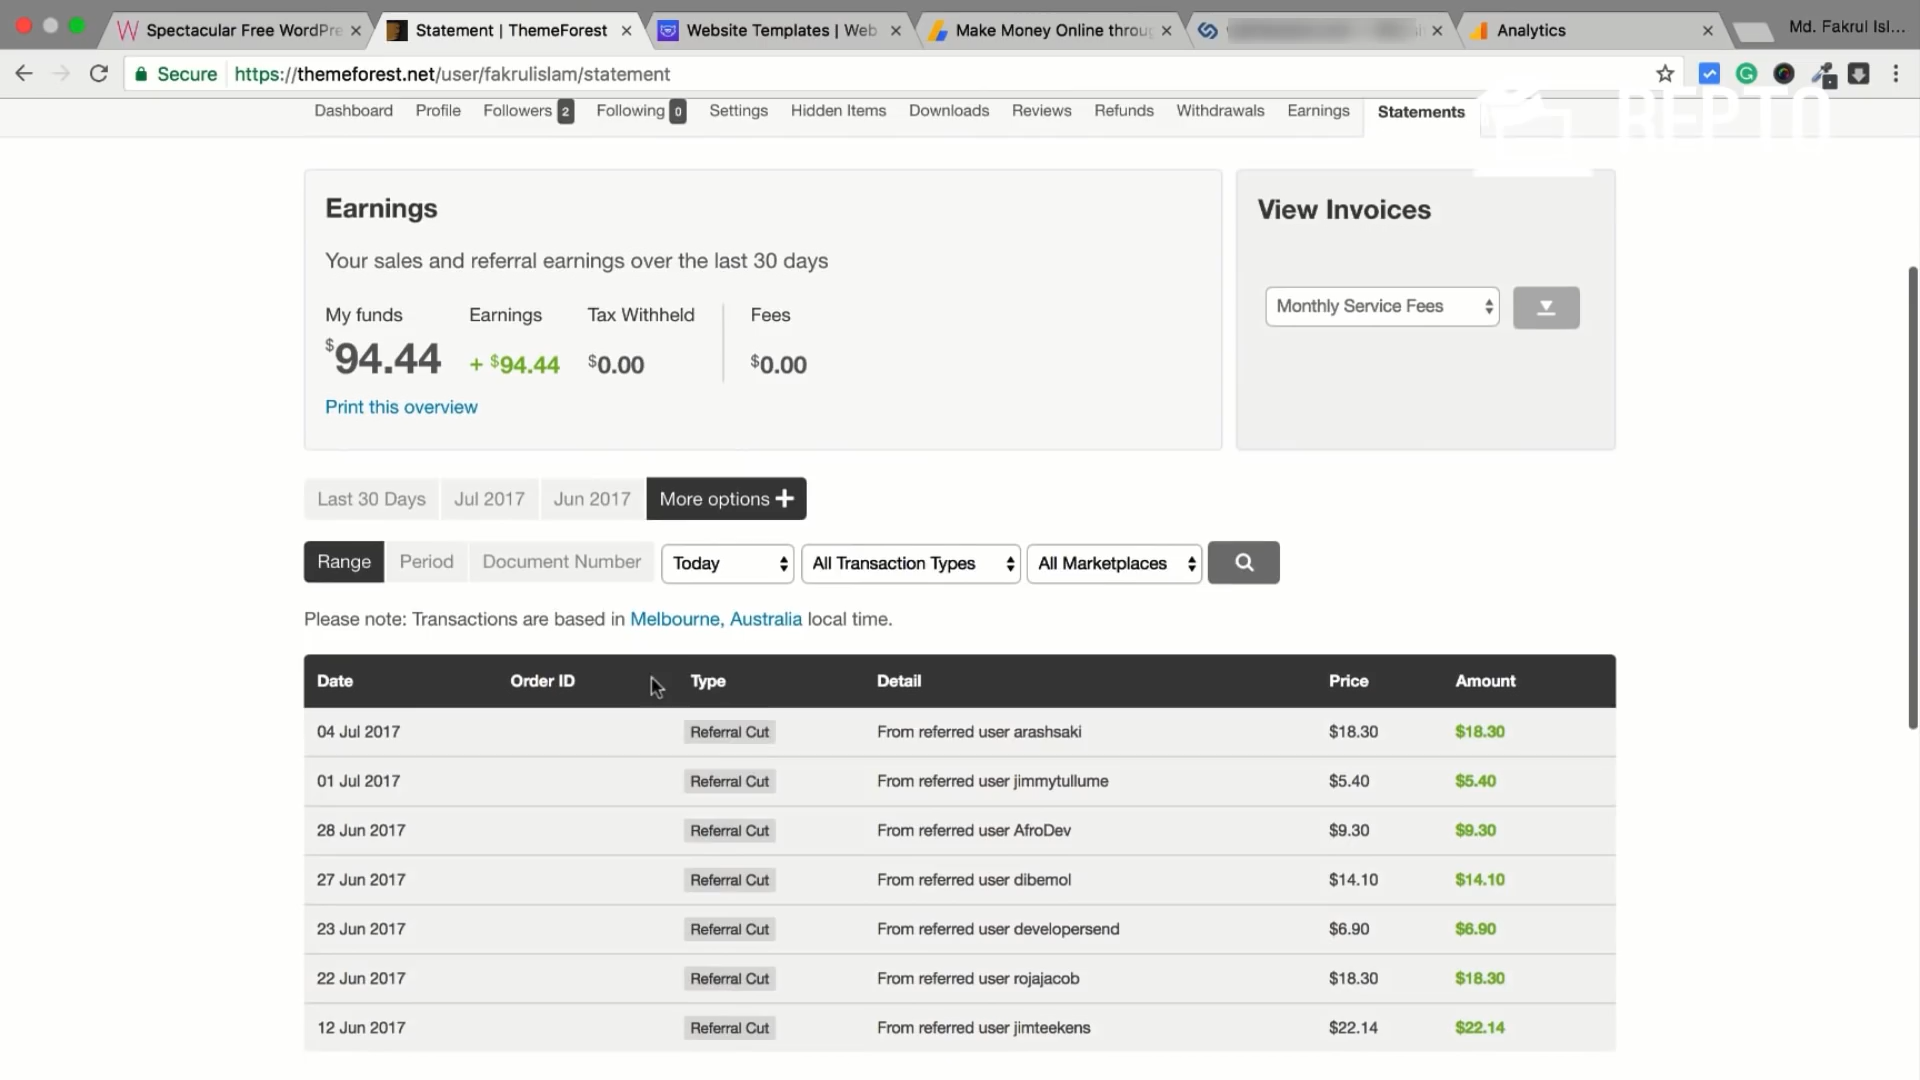 Spectacular Free WordPre
Statement | ThemeForest
Website Templates | Web
Make Money Online throu
Analytics
Md. Fakrul Isl...
Secure
https://themeforest.net/user/fakrulislam/statement
Dashboard
Profile
Followers 2
Following 0
Settings
Hidden Items
Downloads
Reviews
Refunds
Withdrawals
Earnings
Statements
REPTO
Earnings
Your sales and referral earnings over the last 30 days
My funds
Earnings
Tax Withheld
Fees
$94.44
+ $94.44
$0.00
$0.00
Print this overview
View Invoices
Monthly Service Fees
Last 30 Days
Jul 2017
Jun 2017
More options +
Range
Period
Document Number
Today
All Transaction Types
All Marketplaces
Please note: Transactions are based in Melbourne, Australia local time.
Date Order ID Type Detail Price Amount
04 Jul 2017 Referral Cut From referred user arashsaki $18.30 $18.30
01 Jul 2017 Referral Cut From referred user jimmytullume $5.40 $5.40
28 Jun 2017 Referral Cut From referred user AfroDev $9.30 $9.30
27 Jun 2017 Referral Cut From referred user dibemol $14.10 $14.10
23 Jun 2017 Referral Cut From referred user developersend $6.90 $6.90
22 Jun 2017 Referral Cut From referred user rojajacob $18.30 $18.30
12 Jun 2017 Referral Cut From referred user jimteekens $22.14 $22.14